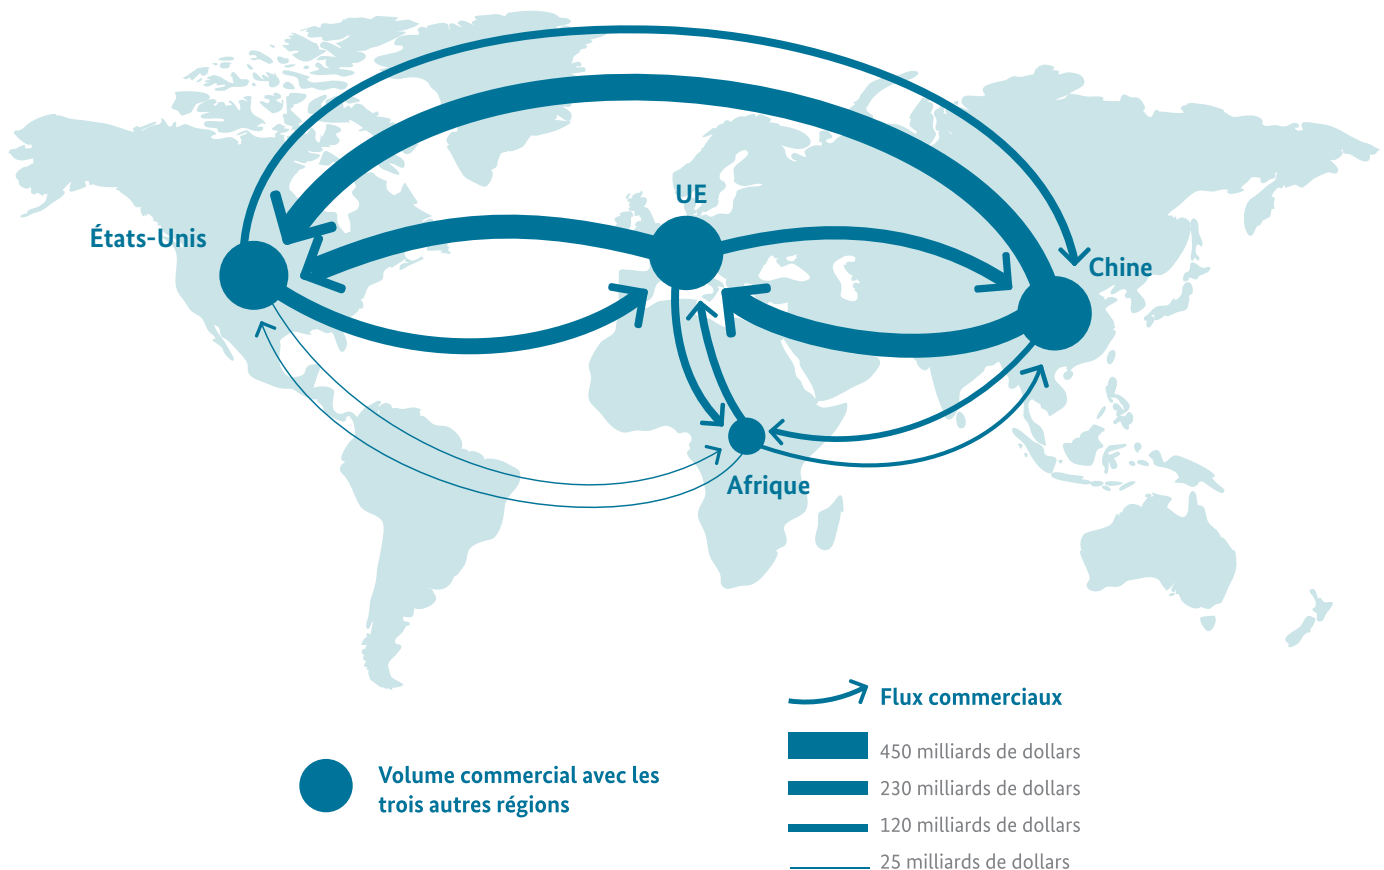 UE
États-Unis
Chine
Afrique
Flux commerciaux
450 milliards de dollars
230 milliards de dollars
120 milliards de dollars
25 milliards de dollars
Volume commercial avec les
trois autres régions